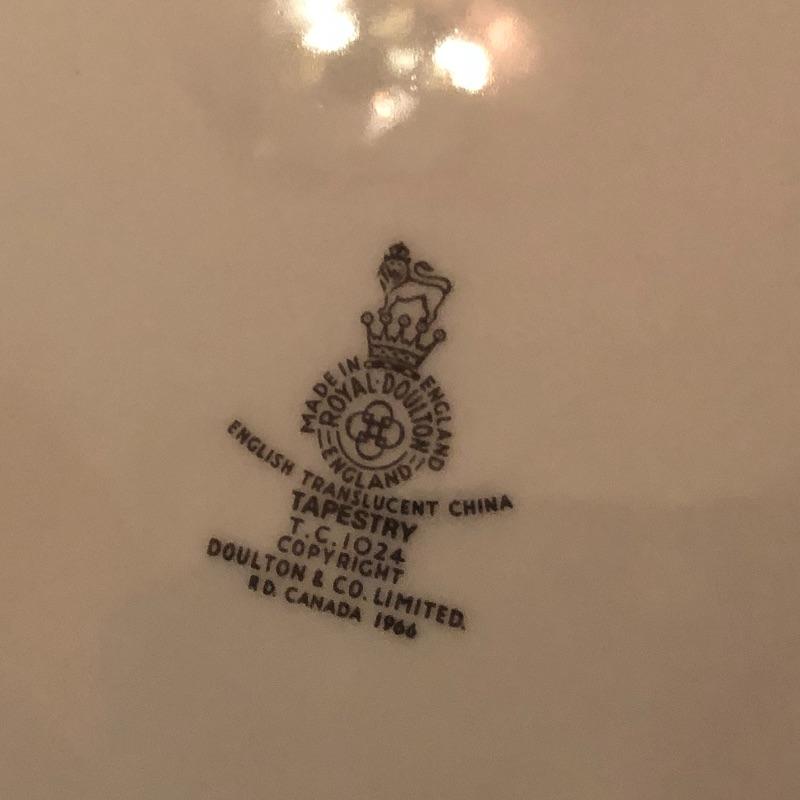 MADE IN ENGLAND
ROYAL·DOULTON
ENGLAND
ENGLISH TRANSLUCENT CHINA
TAPESTRY
T.C.1024
COPYRIGHT
DOULTON & CO. LIMITED.
RD. CANADA 1966